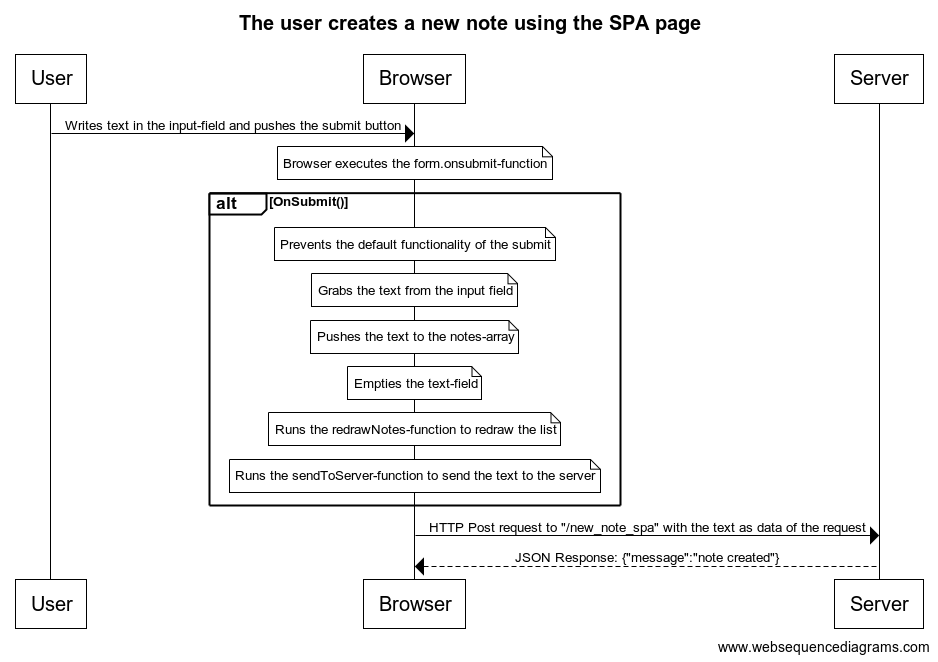 The user creates a new note using the SPA page
User
Browser
Server
Writes text in the input-field and pushes the submit button
Browser executes the form.onsubmit-function
alt
[OnSubmit()]
Prevents the default functionality of the submit
Grabs the text from the input field
Pushes the text to the notes-array
Empties the text-field
Runs the redrawNotes-function to redraw the list
Runs the sendToServer-function to send the text to the server
HTTP Post request to "/new_note_spa" with the text as data of the request
JSON Response: {"message":"note created"}
User
Browser
Server
www.websequencediagrams.com